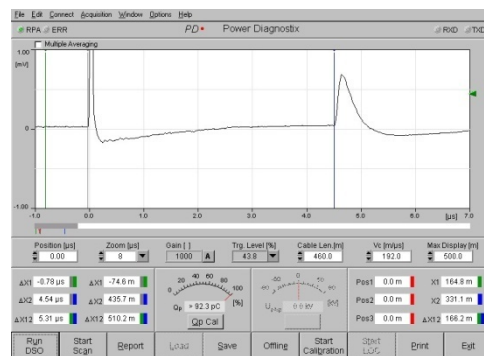 File Edit Connect Acquisition Window Options Help
RPA ERR PD Power Diagnostix RXD TXD
Multiple Averaging
1.00
[mV]
0
-1.00
-1.0 0.0 1.0 2.0 3.0 4.0 5.0 6.0 7.0
[µs]
Position [µs] Zoom [µs] Gain [ ] Trg. Level [%] Cable Len.[m] Vc [m/µs] Max Display [m]
0.00 8 1000 A 43.8 460.0 192.0 500.0
ΔX1 -0.78 µs ΔX1 -74.6 m
ΔX2 4.54 µs ΔX2 435.7 m
ΔX12 5.31 µs ΔX12 510.2 m
20 40 60 80 100
0 [%]
Qp > 92.3 pC
Qp Cal
0.0 kV [kV]
Pos1 0.0 m X1 164.8 m
Pos2 0.0 m X2 331.1 m
Pos3 0.0 m ΔX12 166.2 m
Run DSO Start Scan Report Load Save Offline Start Calibration Start LOC Print Exit